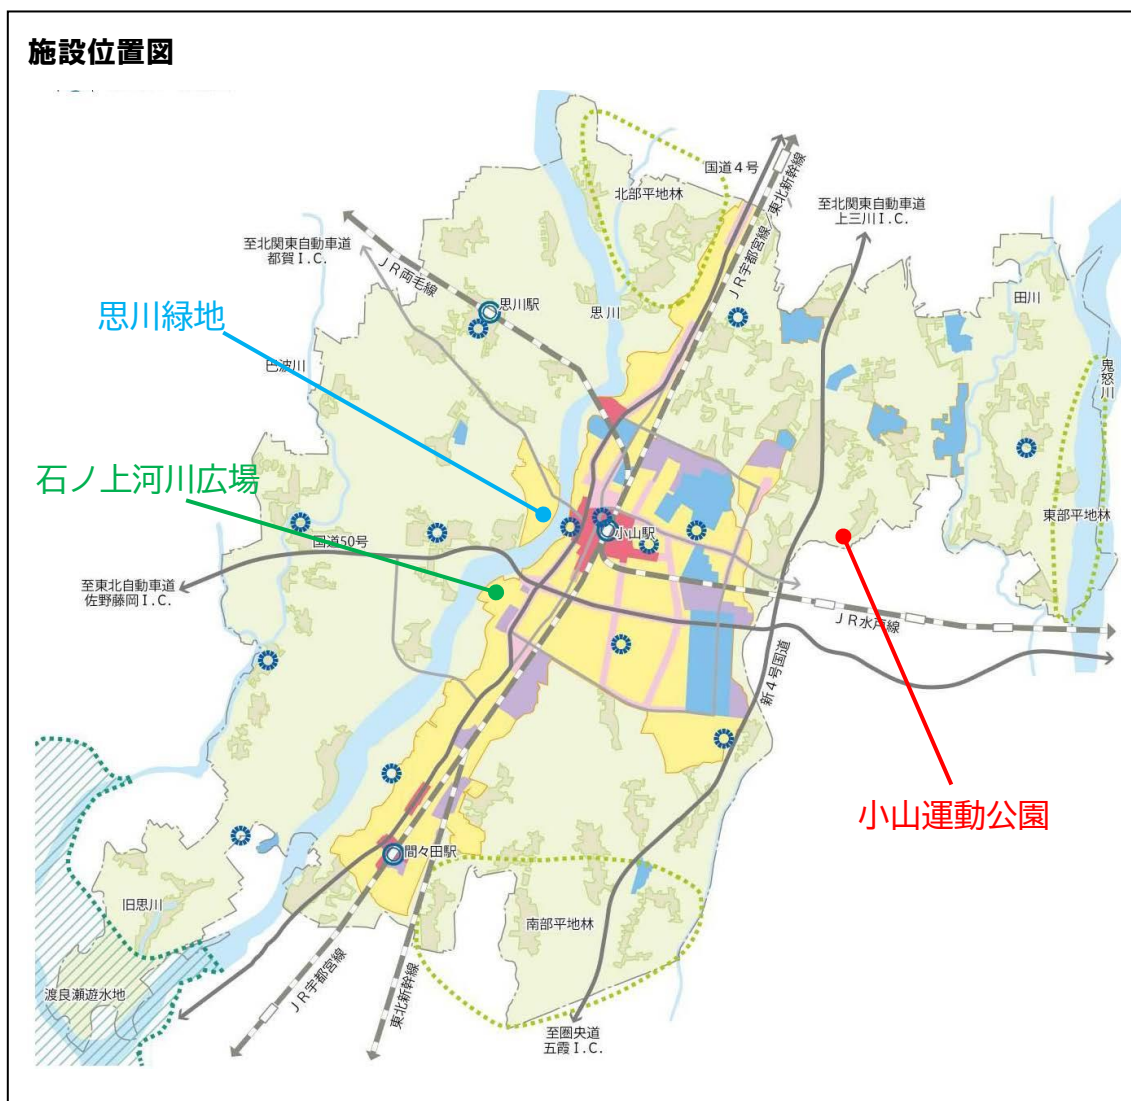 施設位置図
国道4号
北部平地林
JR宇都宮線/東北新幹線
至北関東自動車道
上三川I.C.
至北関東自動車道
都賀I.C.
JR両毛線
思川駅
思川
田川
鬼怒川
思川緑地
巴波川
石ノ上河川広場
小山駅
東部平地林
国道50号
至東北自動車道
佐野藤岡I.C.
JR水戸線
新4号国道
小山運動公園
間々田駅
旧思川
南部平地林
渡良瀬遊水地
JR宇都宮線
東北新幹線
至圏央道
五霞I.C.